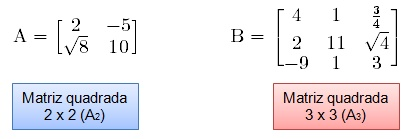 A = [ 2 -5
√8 10 ]
B = [ 4 1 3/4
2 11 √4
-9 1 3 ]
Matriz quadrada
2 x 2 (A₂)
Matriz quadrada
3 x 3 (A₃)